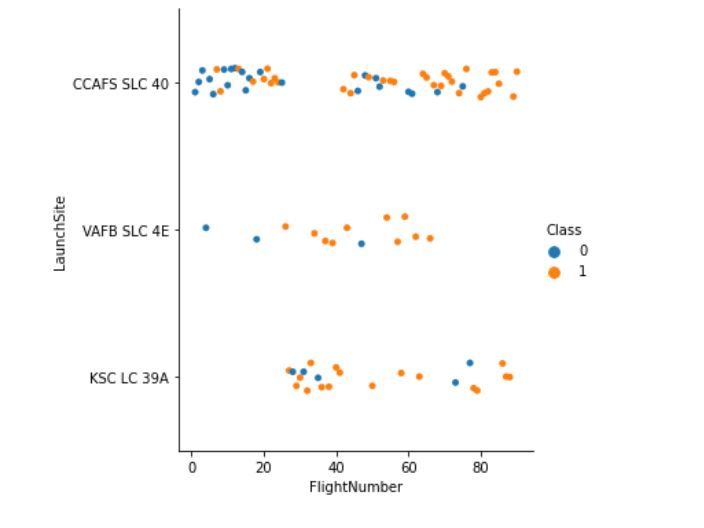 CCAFS SLC 40
VAFB SLC 4E
KSC LC 39A
LaunchSite
0 20 40 60 80
FlightNumber
Class
0
1